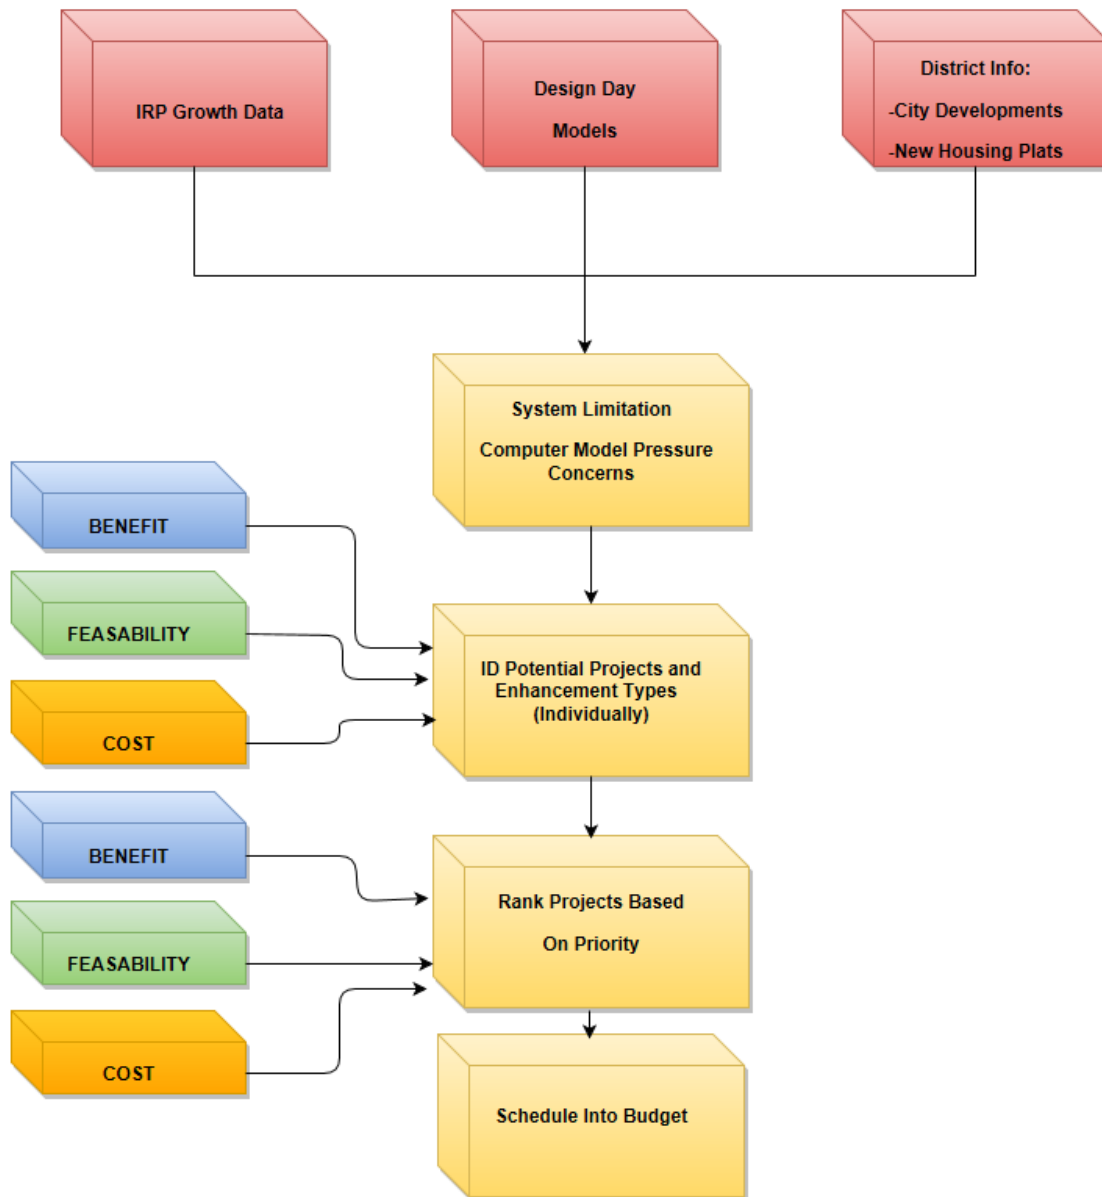 IRP Growth Data
Design Day
Models
District Info:
-City Developments
-New Housing Plats
System Limitation
Computer Model Pressure
Concerns
BENEFIT
FEASABILITY
COST
ID Potential Projects and
Enhancement Types
(Individually)
BENEFIT
FEASABILITY
COST
Rank Projects Based
On Priority
Schedule Into Budget